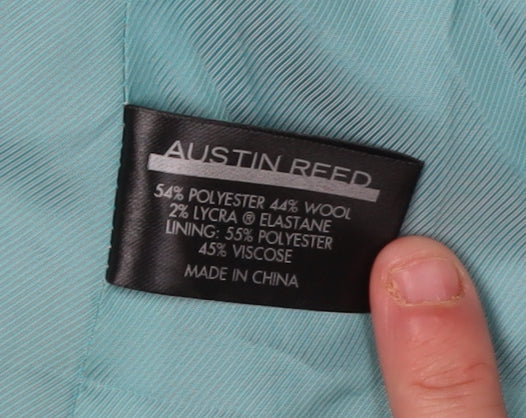 AUSTIN REED
54% POLYESTER 44% WOOL
2% LYCRA ® ELASTANE
LINING: 55% POLYESTER
45% VISCOSE
MADE IN CHINA